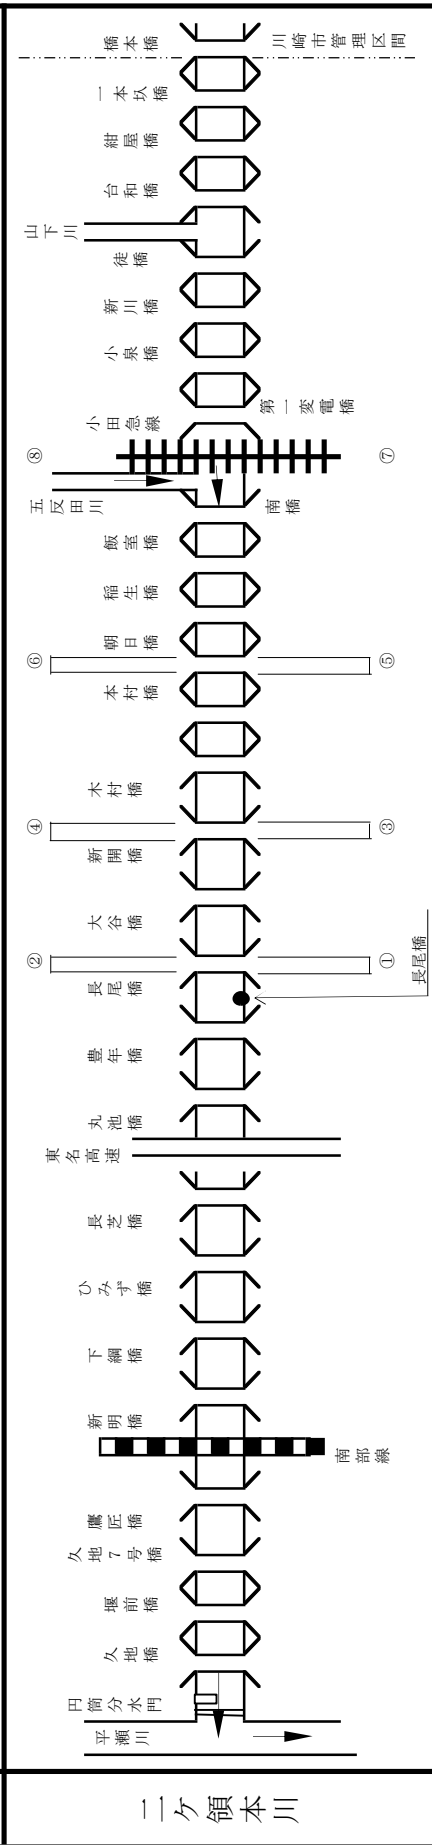 橋本橋
川崎市管理区間
一本圦橋
紺屋橋
台和橋
山下川
徒橋
新川橋
小泉橋
第一変電橋
小田急線
⑧
⑦
五反田川
南橋
飯室橋
稲生橋
朝日橋
⑥
⑤
本村橋
木村橋
④
③
新開橋
大谷橋
②
①
長尾橋
長尾橋
豊年橋
丸池橋
東名高速
長芝橋
ひみず橋
下綱橋
新明橋
南部線
鷹匠橋
久地7号橋
堰前橋
久地橋
円筒分水門
平瀬川
二ケ領本川